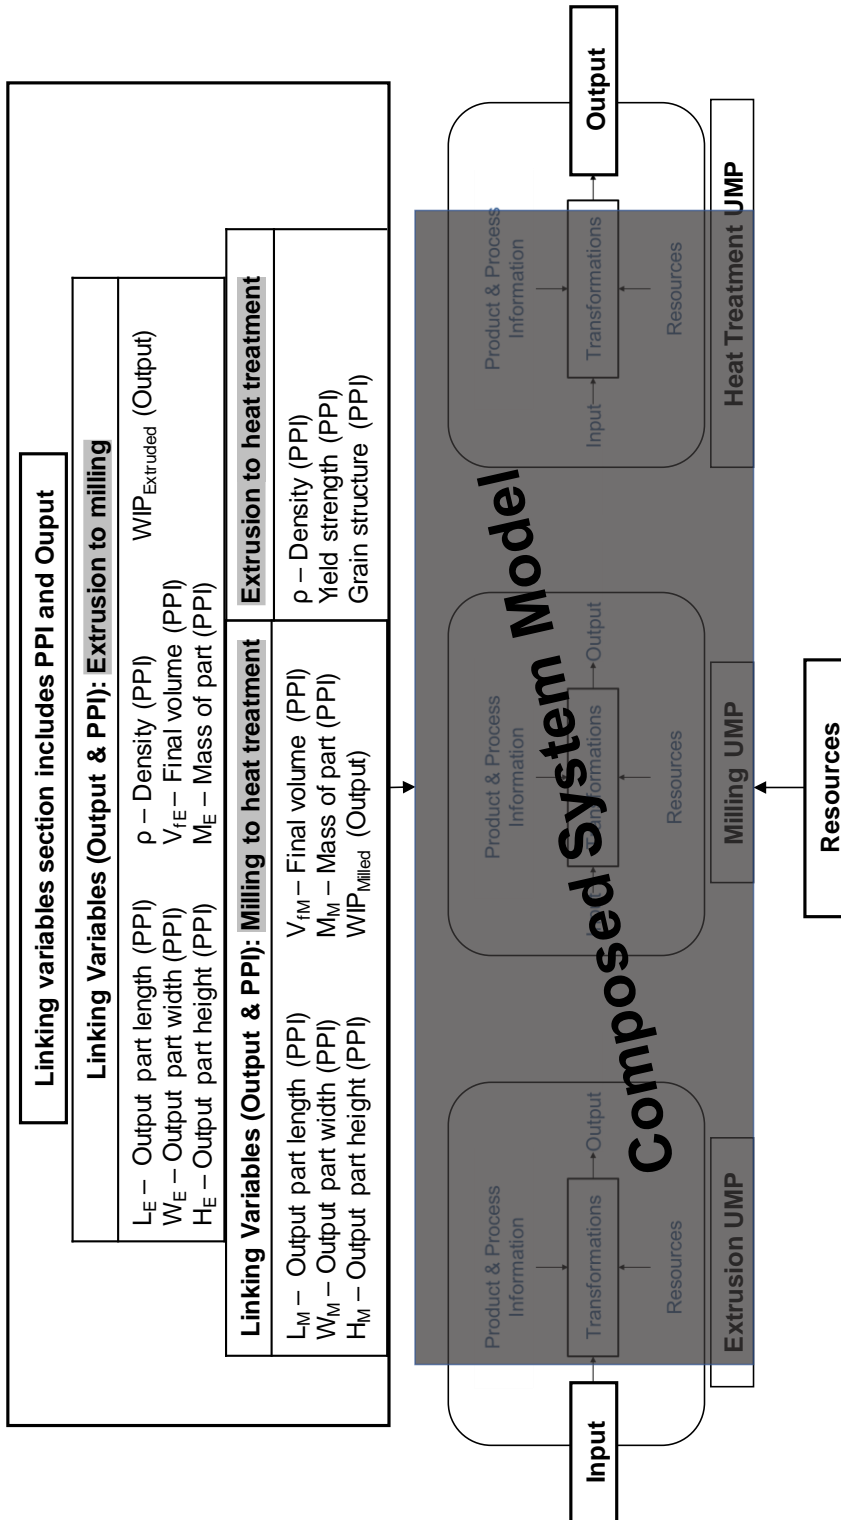 Linking variables section includes PPI and Ouput
Linking Variables (Output & PPI): Extrusion to milling
L_E – Output part length (PPI)
W_E – Output part width (PPI)
H_E – Output part height (PPI)
ρ – Density (PPI)
V_fE – Final volume (PPI)
M_E – Mass of part (PPI)
WIP_Extruded (Output)
Linking Variables (Output & PPI): Milling to heat treatment
L_M – Output part length (PPI)
W_M – Output part width (PPI)
H_M – Output part height (PPI)
V_fM – Final volume (PPI)
M_M – Mass of part (PPI)
WIP_Milled (Output)
Extrusion to heat treatment
ρ – Density (PPI)
Yield strength (PPI)
Grain structure (PPI)
Composed System Model
Input
Product & Process
Information
Transformations
Output
Resources
Extrusion UMP
Product & Process
Information
Input
Transformations
Output
Resources
Milling UMP
Product & Process
Information
Input
Transformations
Resources
Heat Treatment UMP
Output
Resources